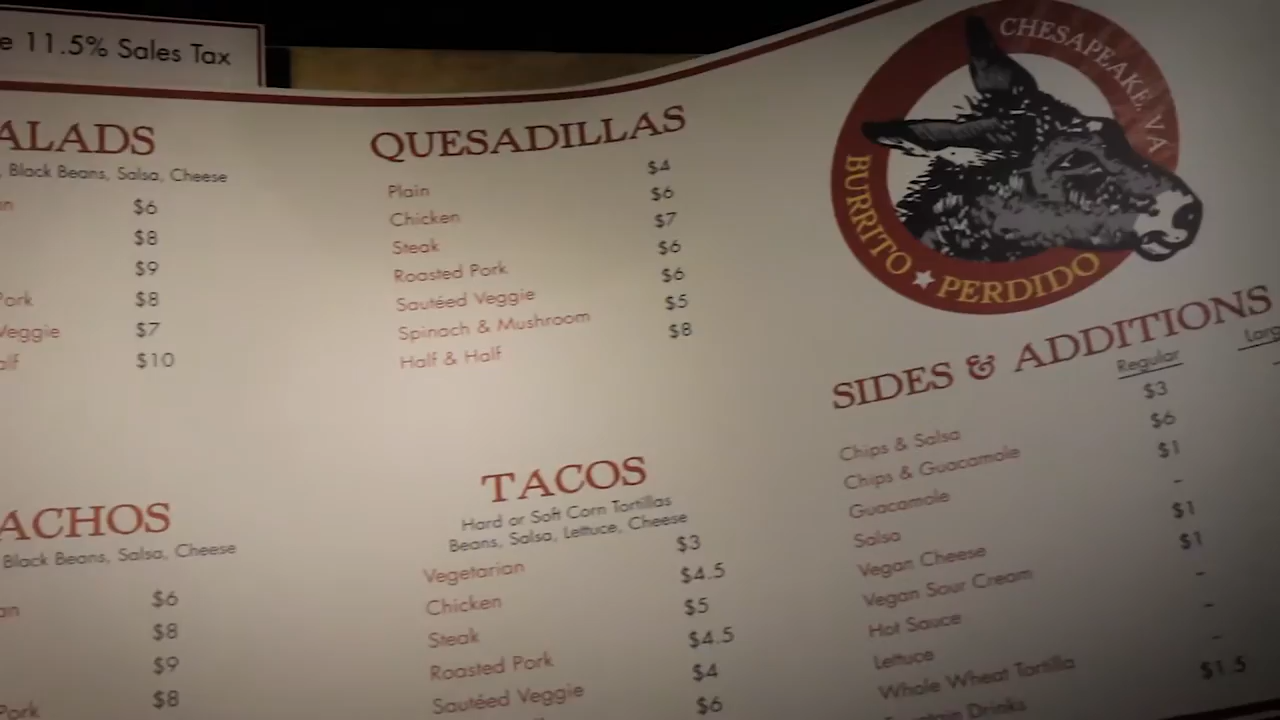 e 11.5% Sales Tax
ALADS
, Black Beans, Salsa, Cheese
$6
$8
$9
Pork $8
Veggie $7
alf $10
ACHOS
Black Beans, Salsa, Cheese
an $6
$8
$9
Pork $8
QUESADILLAS
Plain $4
Chicken $6
Steak $7
Roasted Pork $6
Sautéed Veggie $6
Spinach & Mushroom $5
Half & Half $8
TACOS
Hard or Soft Corn Tortillas
Beans, Salsa, Lettuce, Cheese
Vegetarian $3
Chicken $4.5
Steak $5
Roasted Pork $4.5
Sautéed Veggie $4
$6
CHESAPEAKE, VA
BURRITO ★ PERDIDO
SIDES & ADDITIONS
Regular Larg
Chips & Salsa $3
Chips & Guacamole $6
Guacamole $1
Salsa -
Vegan Cheese $1
Vegan Sour Cream $1
Hot Sauce -
Lettuce -
Whole Wheat Tortilla -
Fountain Drinks $1.5